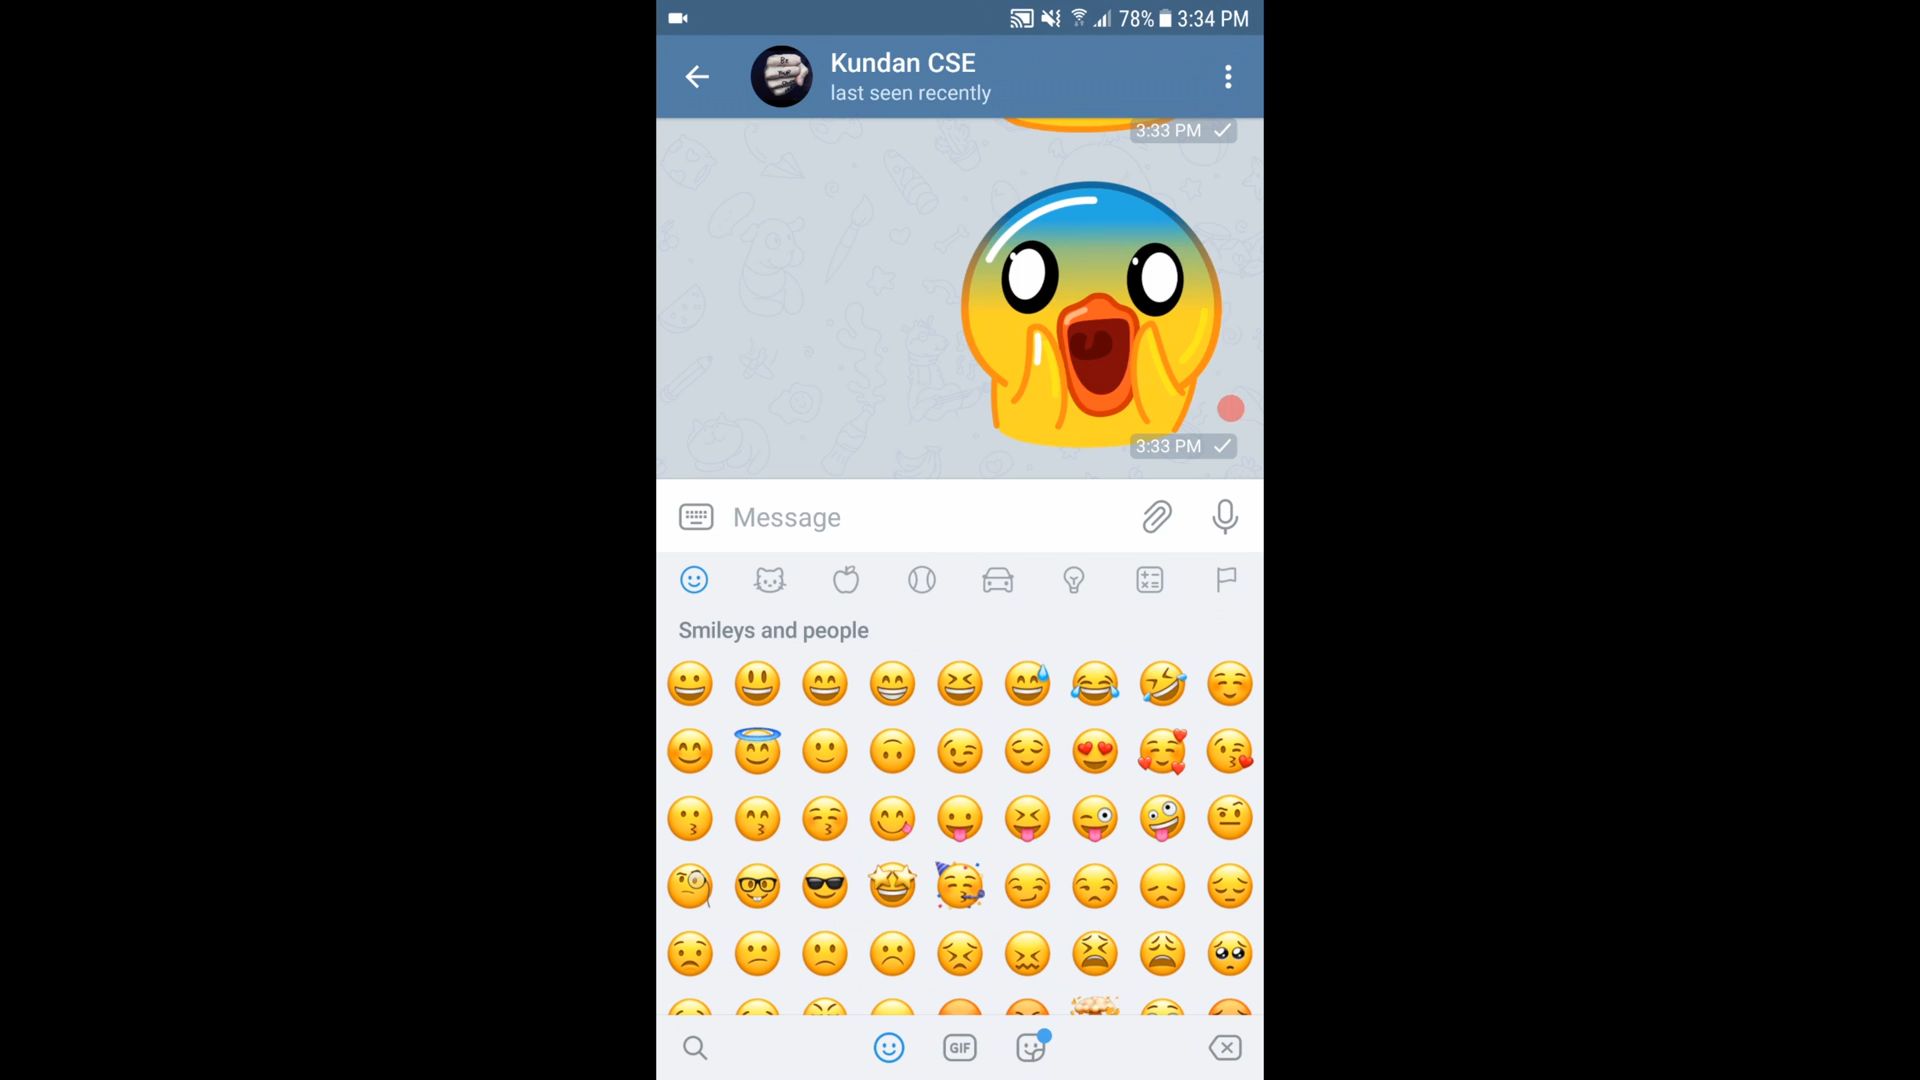 78% 3:34 PM
Kundan CSE
last seen recently
3:33 PM
3:33 PM
Message
Smileys and people
GIF